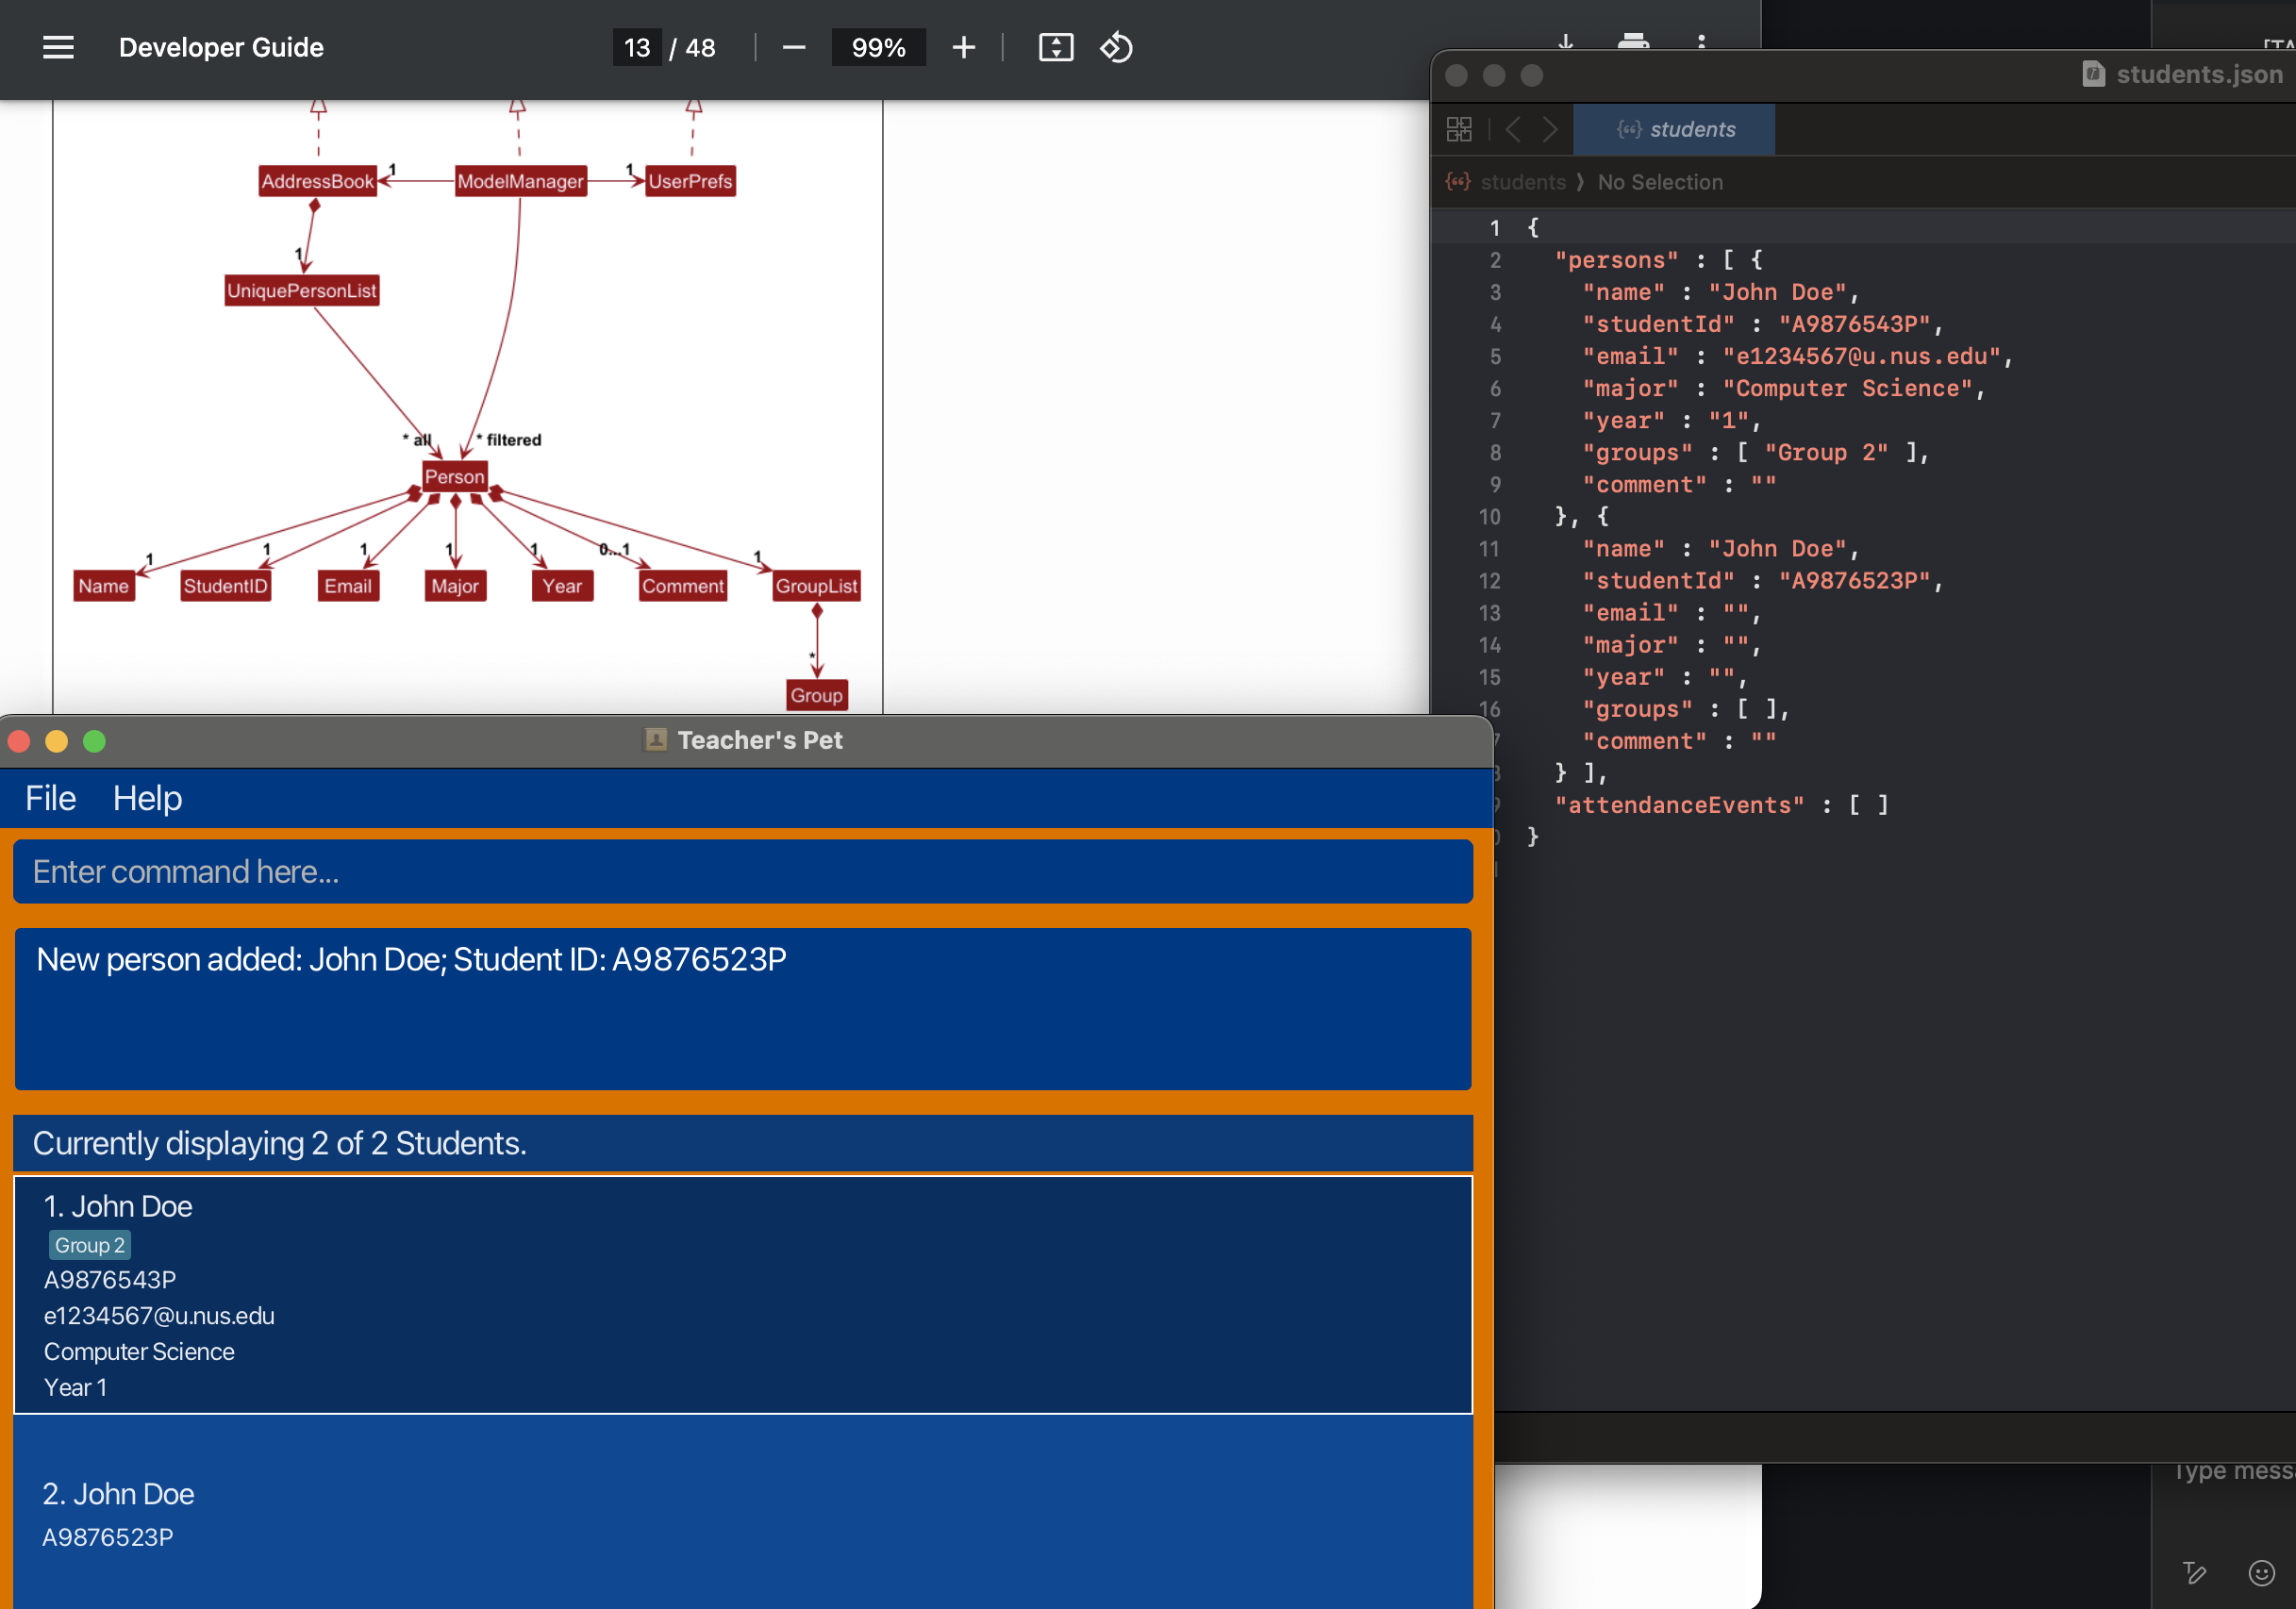 Developer Guide
13 / 48
99%
AddressBook 1 ModelManager 1 UserPrefs
1
UniquePersonList
* all * filtered
Person
1 1 1 1 1 0...1 1
Name StudentID Email Major Year Comment GroupList
*
Group
students.json
students
students No Selection
1 {
2 "persons" : [ {
3 "name" : "John Doe",
4 "studentId" : "A9876543P",
5 "email" : "e1234567@u.nus.edu",
6 "major" : "Computer Science",
7 "year" : "1",
8 "groups" : [ "Group 2" ],
9 "comment" : ""
10 }, {
11 "name" : "John Doe",
12 "studentId" : "A9876523P",
13 "email" : "",
14 "major" : "",
15 "year" : "",
16 "groups" : [ ],
"comment" : ""
} ],
"attendanceEvents" : [ ]
}
Teacher's Pet
File Help
Enter command here...
New person added: John Doe; Student ID: A9876523P
Currently displaying 2 of 2 Students.
1. John Doe
Group 2
A9876543P
e1234567@u.nus.edu
Computer Science
Year 1
2. John Doe
A9876523P
Type mess